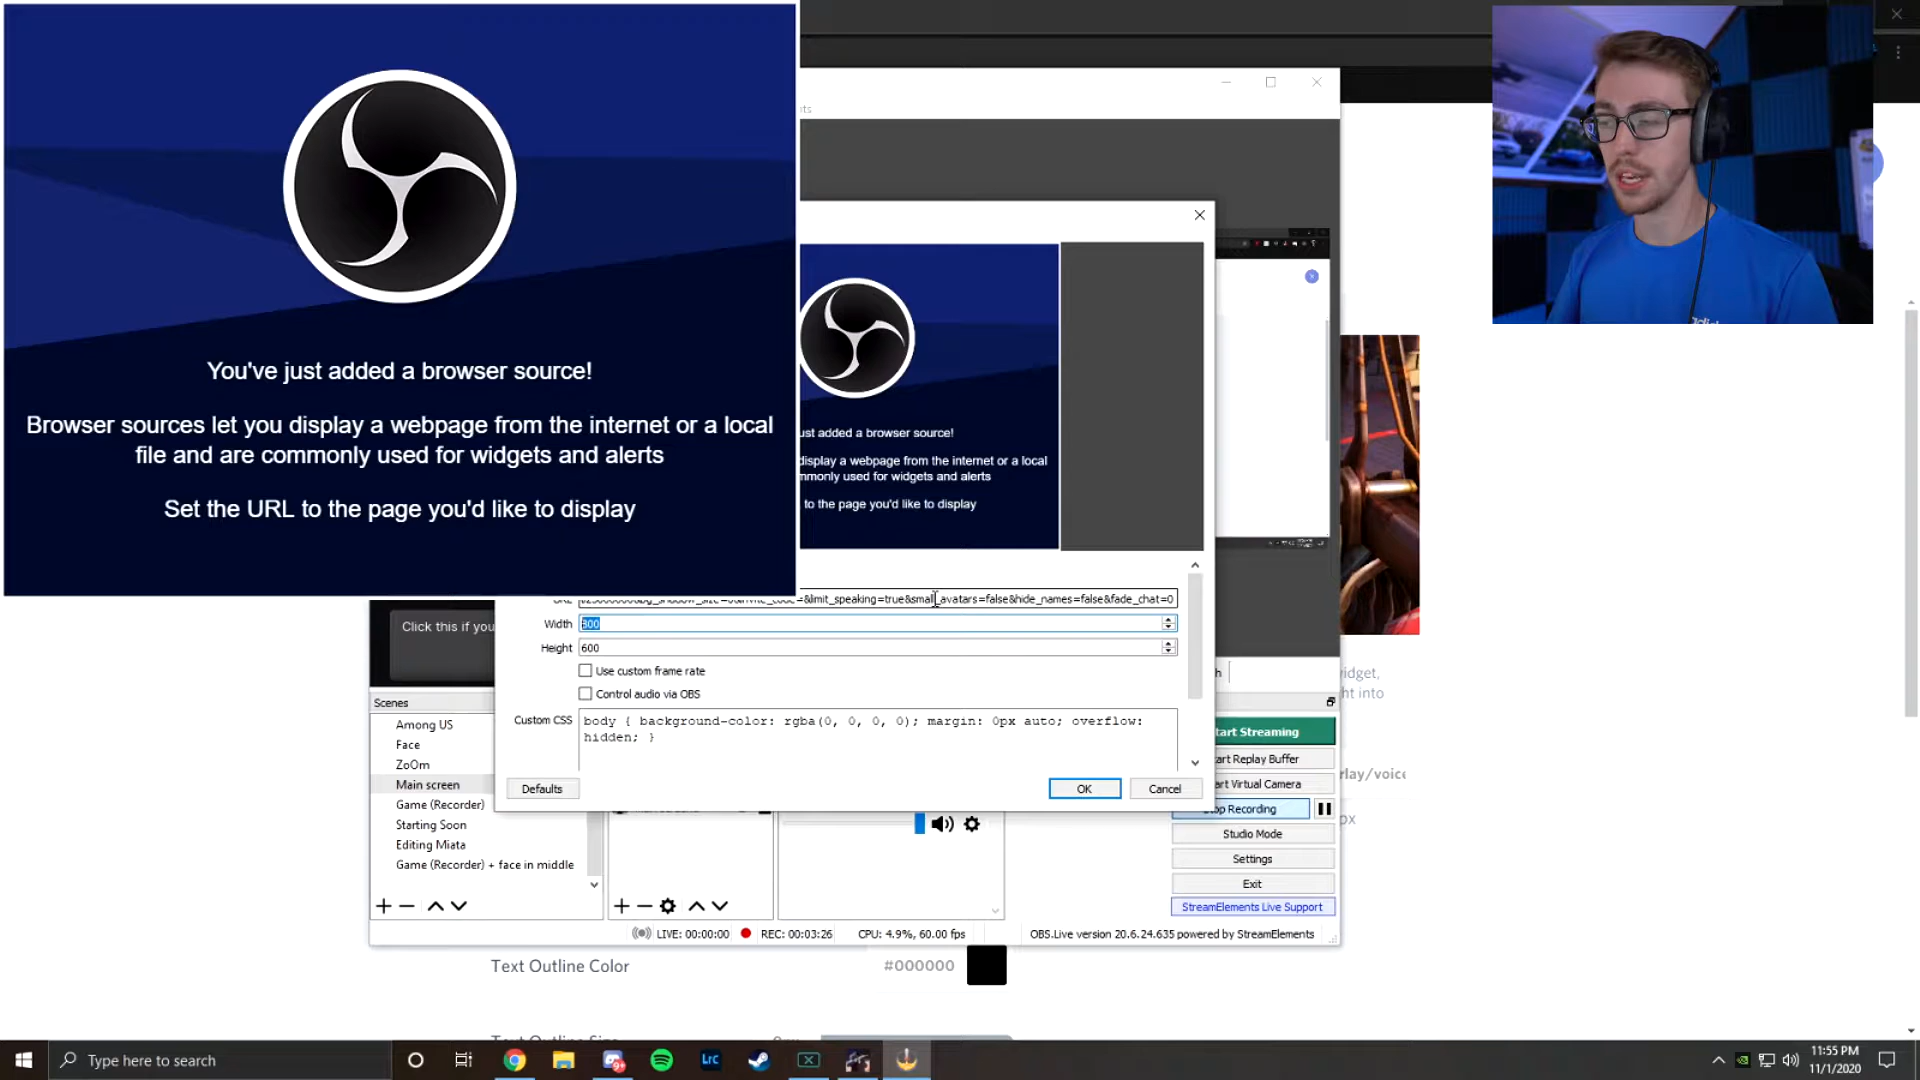 You've just added a browser source!
Browser sources let you display a webpage from the internet or a local
file and are commonly used for widgets and alerts
Set the URL to the page you'd like to display
ust added a browser source!
display a webpage from the internet or a local
mmonly used for widgets and alerts
to the page you'd like to display
=&limit_speaking=true&small_avatars=false&hide_names=false&fade_chat=0
Width 800
Height 600
Use custom frame rate
Control audio via OBS
Custom CSS
body { background-color: rgba(0, 0, 0, 0); margin: 0px auto; overflow:
hidden; }
Defaults
OK
Cancel
Click this if you
Scenes
Among US
Face
ZoOm
Main screen
Game (Recorder)
Starting Soon
Editing Miata
Game (Recorder) + face in middle
tart Streaming
art Replay Buffer
art Virtual Camera
op Recording
Studio Mode
Settings
Exit
StreamElements Live Support
LIVE: 00:00:00
REC: 00:03:26
CPU: 4.9%, 60.00 fps
OBS.Live version 20.6.24.635 powered by StreamElements
idget,
ht into
rlay/voice
px
Text Outline Color
#000000
Type here to search
Lrc
11:55 PM
11/1/2020